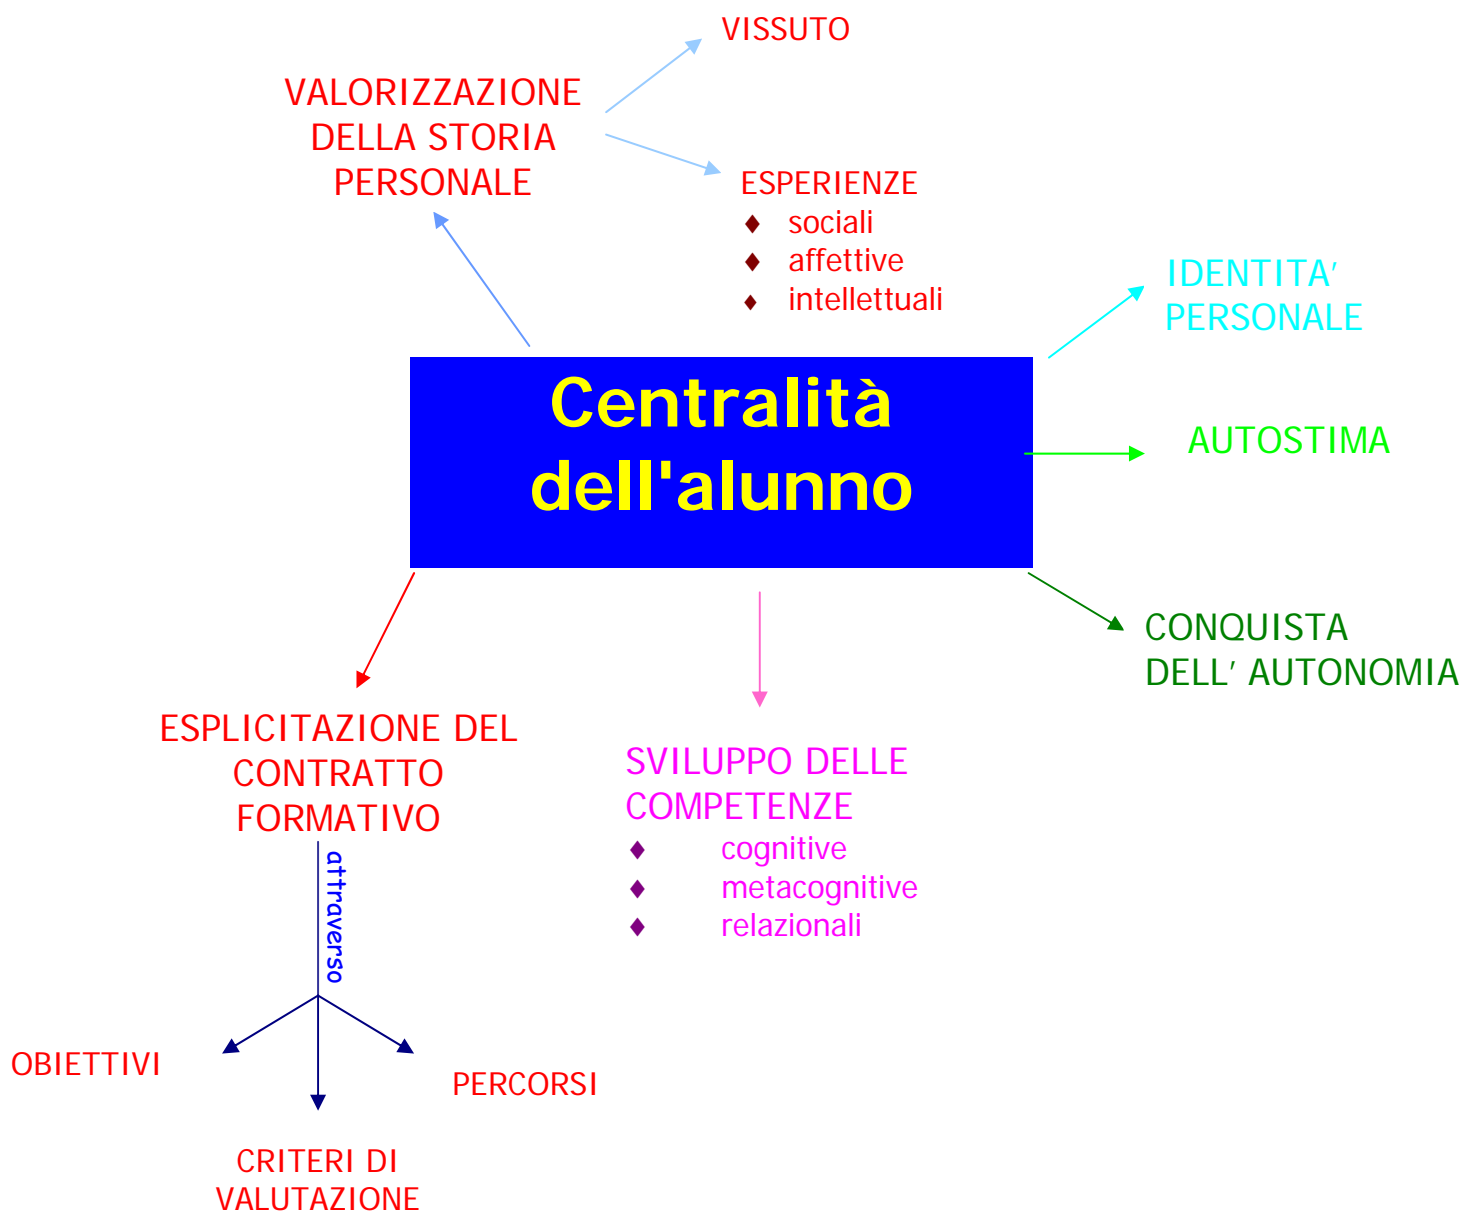 VISSUTO
VALORIZZAZIONE
DELLA STORIA
PERSONALE
ESPERIENZE
♦ sociali
♦ affettive
♦ intellettuali
IDENTITA’
PERSONALE
Centralità
dell'alunno
AUTOSTIMA
CONQUISTA
DELL’ AUTONOMIA
ESPLICITAZIONE DEL
CONTRATTO
FORMATIVO
SVILUPPO DELLE
COMPETENZE
♦ cognitive
♦ metacognitive
♦ relazionali
attraverso
OBIETTIVI
PERCORSI
CRITERI DI
VALUTAZIONE